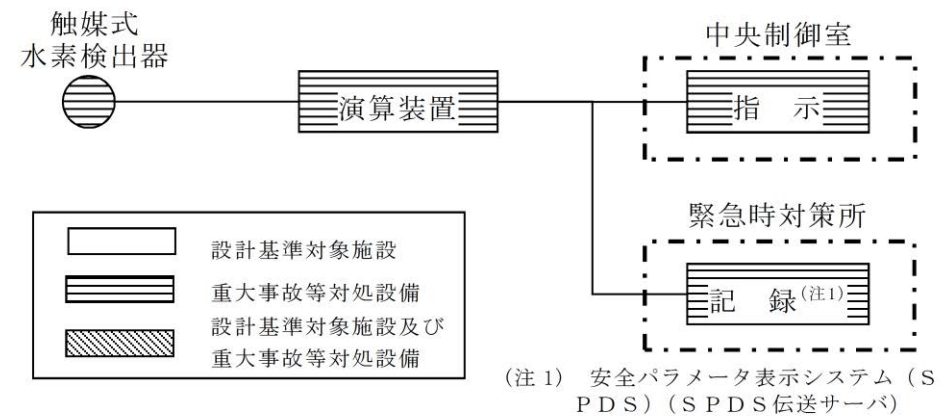 触媒式
水素検出器
演算装置
中央制御室
指 示
緊急時対策所
記 録(注1)
設計基準対象施設
重大事故等対処設備
設計基準対象施設及び
重大事故等対処設備
(注 1) 安全パラメータ表示システム(S
PDS)(SPDS伝送サーバ)